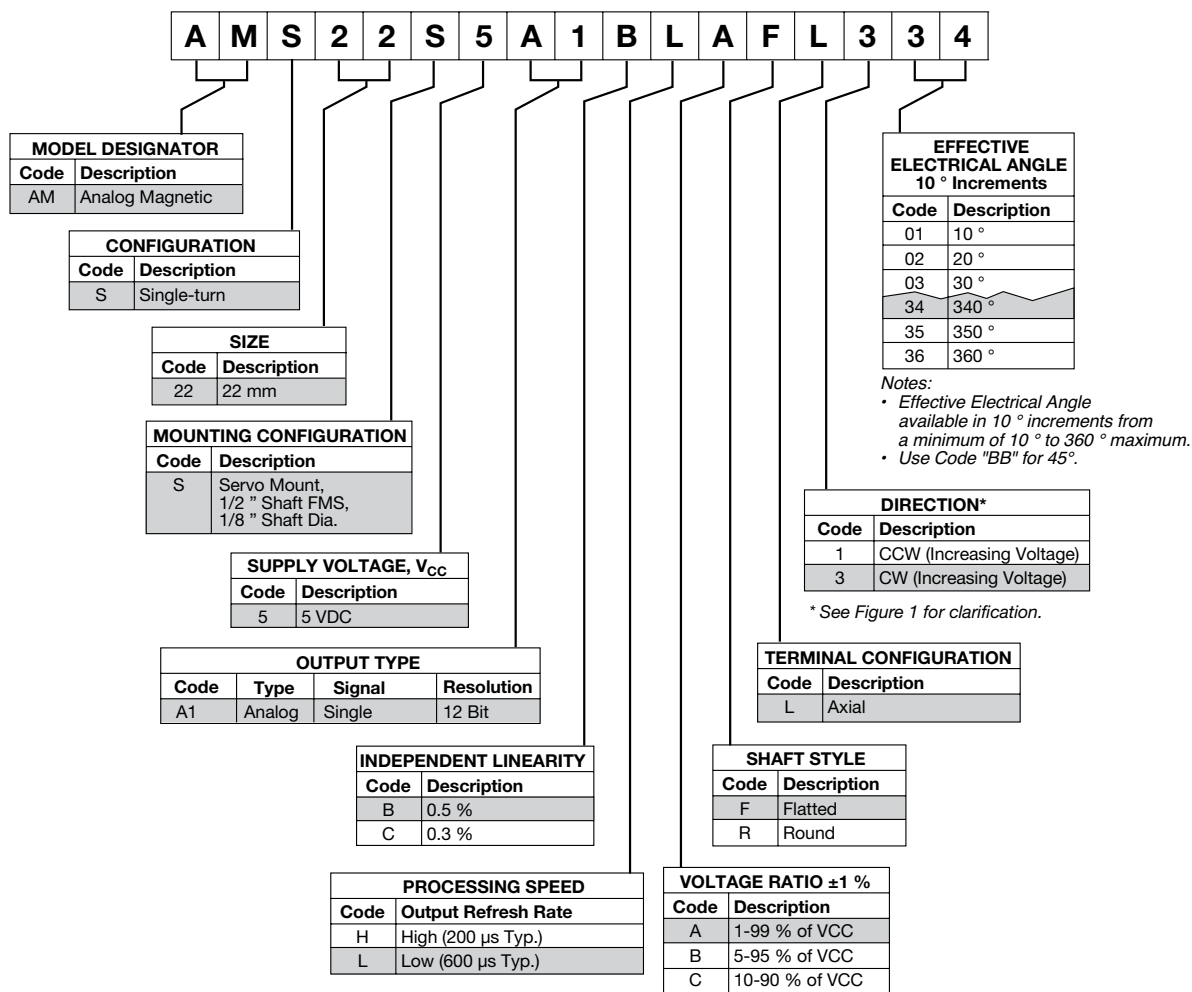 A M S 2 2 S 5 A 1 B L A F L 3 3 4
MODEL DESIGNATOR
Code Description
AM Analog Magnetic
CONFIGURATION
Code Description
S Single-turn
SIZE
Code Description
22 22 mm
MOUNTING CONFIGURATION
Code Description
S Servo Mount,
1/2 ” Shaft FMS,
1/8 ” Shaft Dia.
SUPPLY VOLTAGE, VCC
Code Description
5 5 VDC
OUTPUT TYPE
Code Type Signal Resolution
A1 Analog Single 12 Bit
INDEPENDENT LINEARITY
Code Description
B 0.5 %
C 0.3 %
PROCESSING SPEED
Code Output Refresh Rate
H High (200 µs Typ.)
L Low (600 µs Typ.)
VOLTAGE RATIO ±1 %
Code Description
A 1-99 % of VCC
B 5-95 % of VCC
C 10-90 % of VCC
SHAFT STYLE
Code Description
F Flatted
R Round
TERMINAL CONFIGURATION
Code Description
L Axial
DIRECTION*
Code Description
1 CCW (Increasing Voltage)
3 CW (Increasing Voltage)
* See Figure 1 for clarification.
EFFECTIVE
ELECTRICAL ANGLE
10 ° Increments
Code Description
01 10 °
02 20 °
03 30 °
34 340 °
35 350 °
36 360 °
Notes:
• Effective Electrical Angle
available in 10 ° increments from
a minimum of 10 ° to 360 ° maximum.
• Use Code "BB" for 45°.